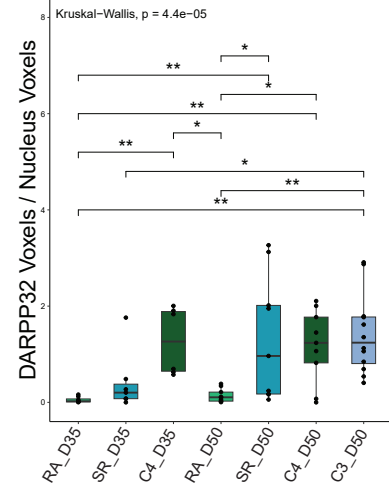 Kruskal−Wallis, p = 4.4e−05
8
*
**
6
*
**
*
**
*
**
4
**
2
0
DARPP32 Voxels / Nucleus Voxels
RA_D35
SR_D35
C4_D35
RA_D50
SR_D50
C4_D50
C3_D50